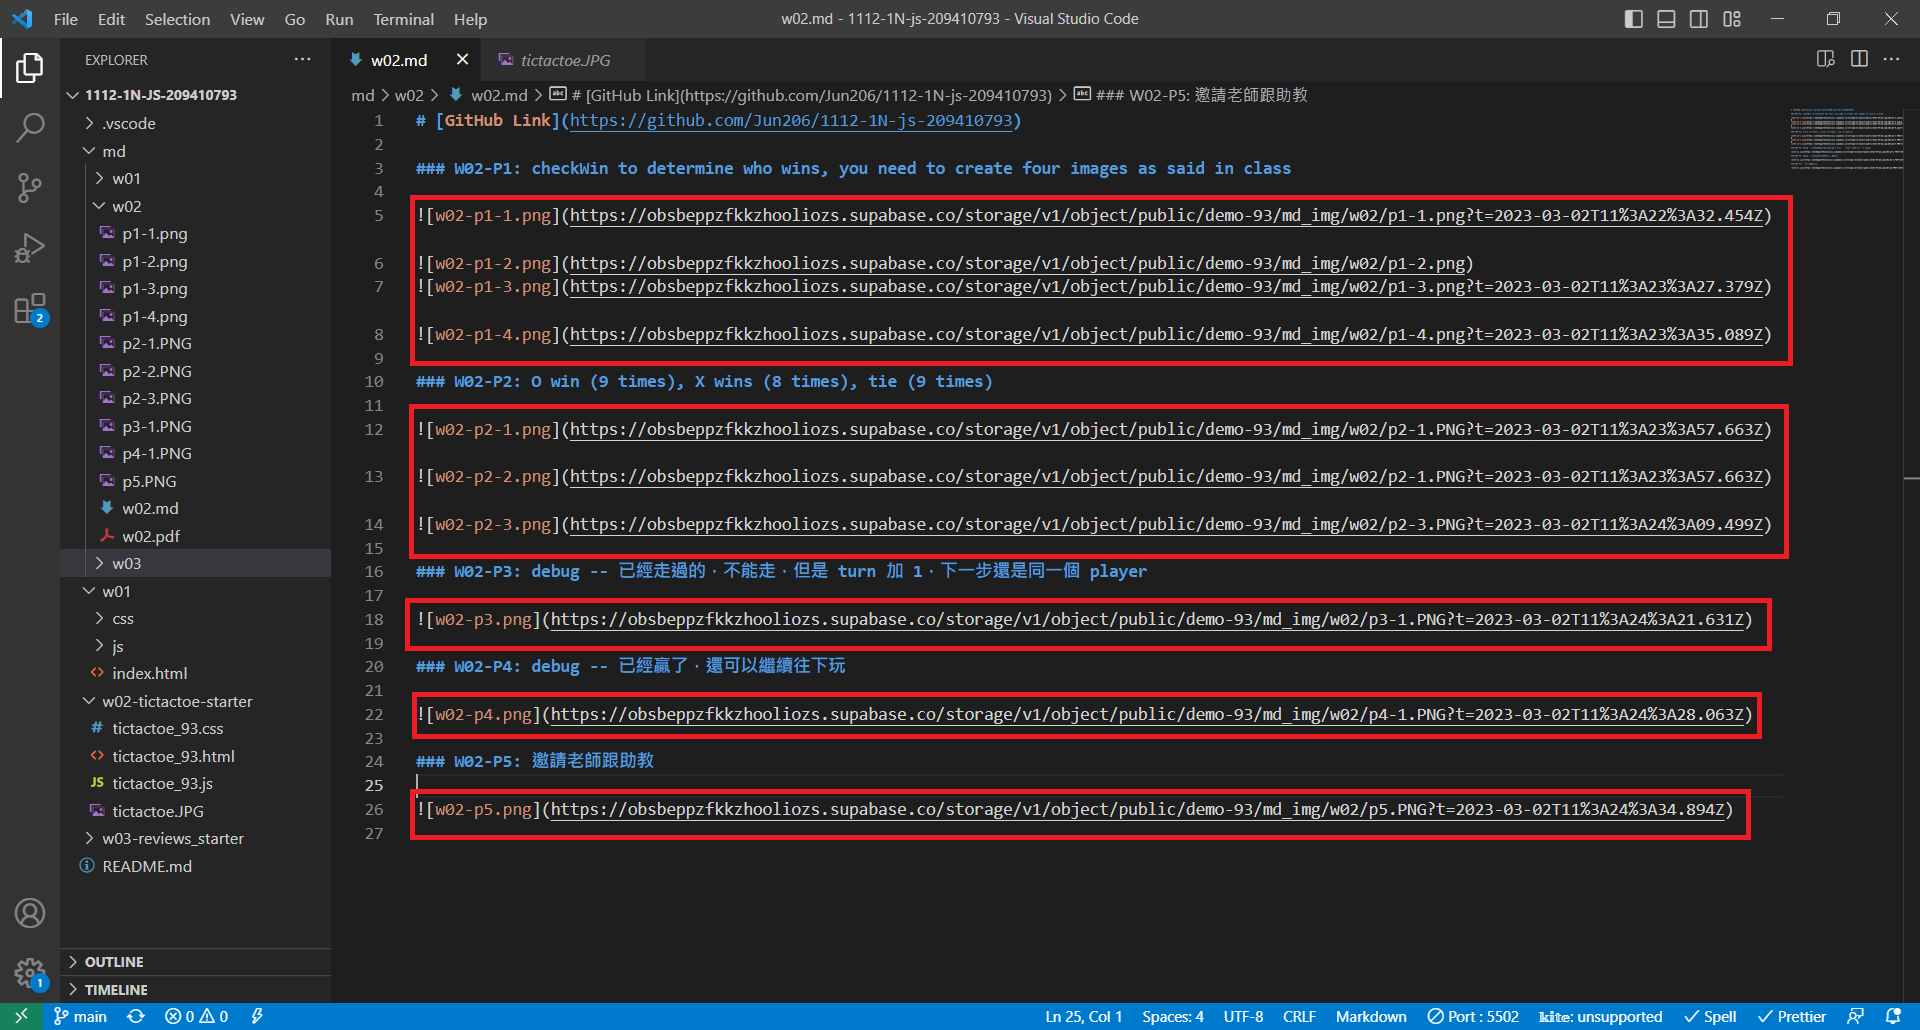 File Edit Selection View Go Run Terminal Help
w02.md - 1112-1N-js-209410793 - Visual Studio Code
EXPLORER
1112-1N-JS-209410793
.vscode
md
w01
w02
p1-1.png
p1-2.png
p1-3.png
p1-4.png
p2-1.PNG
p2-2.PNG
p2-3.PNG
p3-1.PNG
p4-1.PNG
p5.PNG
w02.md
w02.pdf
w03
w01
css
js
index.html
w02-tictactoe-starter
tictactoe_93.css
tictactoe_93.html
tictactoe_93.js
tictactoe.JPG
w03-reviews_starter
README.md
OUTLINE
TIMELINE
2
1
w02.md
tictactoe.JPG
md > w02 > w02.md > # [GitHub Link](https://github.com/Jun206/1112-1N-js-209410793) > ### W02-P5: 邀請老師跟助教
1 # [GitHub Link](https://github.com/Jun206/1112-1N-js-209410793)
2
3 ### W02-P1: checkWin to determine who wins, you need to create four images as said in class
4
5 ![w02-p1-1.png](https://obsbeppzfkkzhooliozs.supabase.co/storage/v1/object/public/demo-93/md_img/w02/p1-1.png?t=2023-03-02T11%3A22%3A32.454Z)
6 ![w02-p1-2.png](https://obsbeppzfkkzhooliozs.supabase.co/storage/v1/object/public/demo-93/md_img/w02/p1-2.png)
7 ![w02-p1-3.png](https://obsbeppzfkkzhooliozs.supabase.co/storage/v1/object/public/demo-93/md_img/w02/p1-3.png?t=2023-03-02T11%3A23%3A27.379Z)
8 ![w02-p1-4.png](https://obsbeppzfkkzhooliozs.supabase.co/storage/v1/object/public/demo-93/md_img/w02/p1-4.png?t=2023-03-02T11%3A23%3A35.089Z)
9
10 ### W02-P2: O win (9 times), X wins (8 times), tie (9 times)
11
12 ![w02-p2-1.png](https://obsbeppzfkkzhooliozs.supabase.co/storage/v1/object/public/demo-93/md_img/w02/p2-1.PNG?t=2023-03-02T11%3A23%3A57.663Z)
13 ![w02-p2-2.png](https://obsbeppzfkkzhooliozs.supabase.co/storage/v1/object/public/demo-93/md_img/w02/p2-1.PNG?t=2023-03-02T11%3A23%3A57.663Z)
14 ![w02-p2-3.png](https://obsbeppzfkkzhooliozs.supabase.co/storage/v1/object/public/demo-93/md_img/w02/p2-3.PNG?t=2023-03-02T11%3A24%3A09.499Z)
15
16 ### W02-P3: debug -- 已經走過的,不能走,但是 turn 加 1,下一步還是同一個 player
17
18 ![w02-p3.png](https://obsbeppzfkkzhooliozs.supabase.co/storage/v1/object/public/demo-93/md_img/w02/p3-1.PNG?t=2023-03-02T11%3A24%3A21.631Z)
19
20 ### W02-P4: debug -- 已經贏了,還可以繼續往下玩
21
22 ![w02-p4.png](https://obsbeppzfkkzhooliozs.supabase.co/storage/v1/object/public/demo-93/md_img/w02/p4-1.PNG?t=2023-03-02T11%3A24%3A28.063Z)
23
24 ### W02-P5: 邀請老師跟助教
25
26 ![w02-p5.png](https://obsbeppzfkkzhooliozs.supabase.co/storage/v1/object/public/demo-93/md_img/w02/p5.PNG?t=2023-03-02T11%3A24%3A34.894Z)
27
main 0 0 Ln 25, Col 1 Spaces: 4 UTF-8 CRLF Markdown Port : 5502 kite: unsupported Spell Prettier